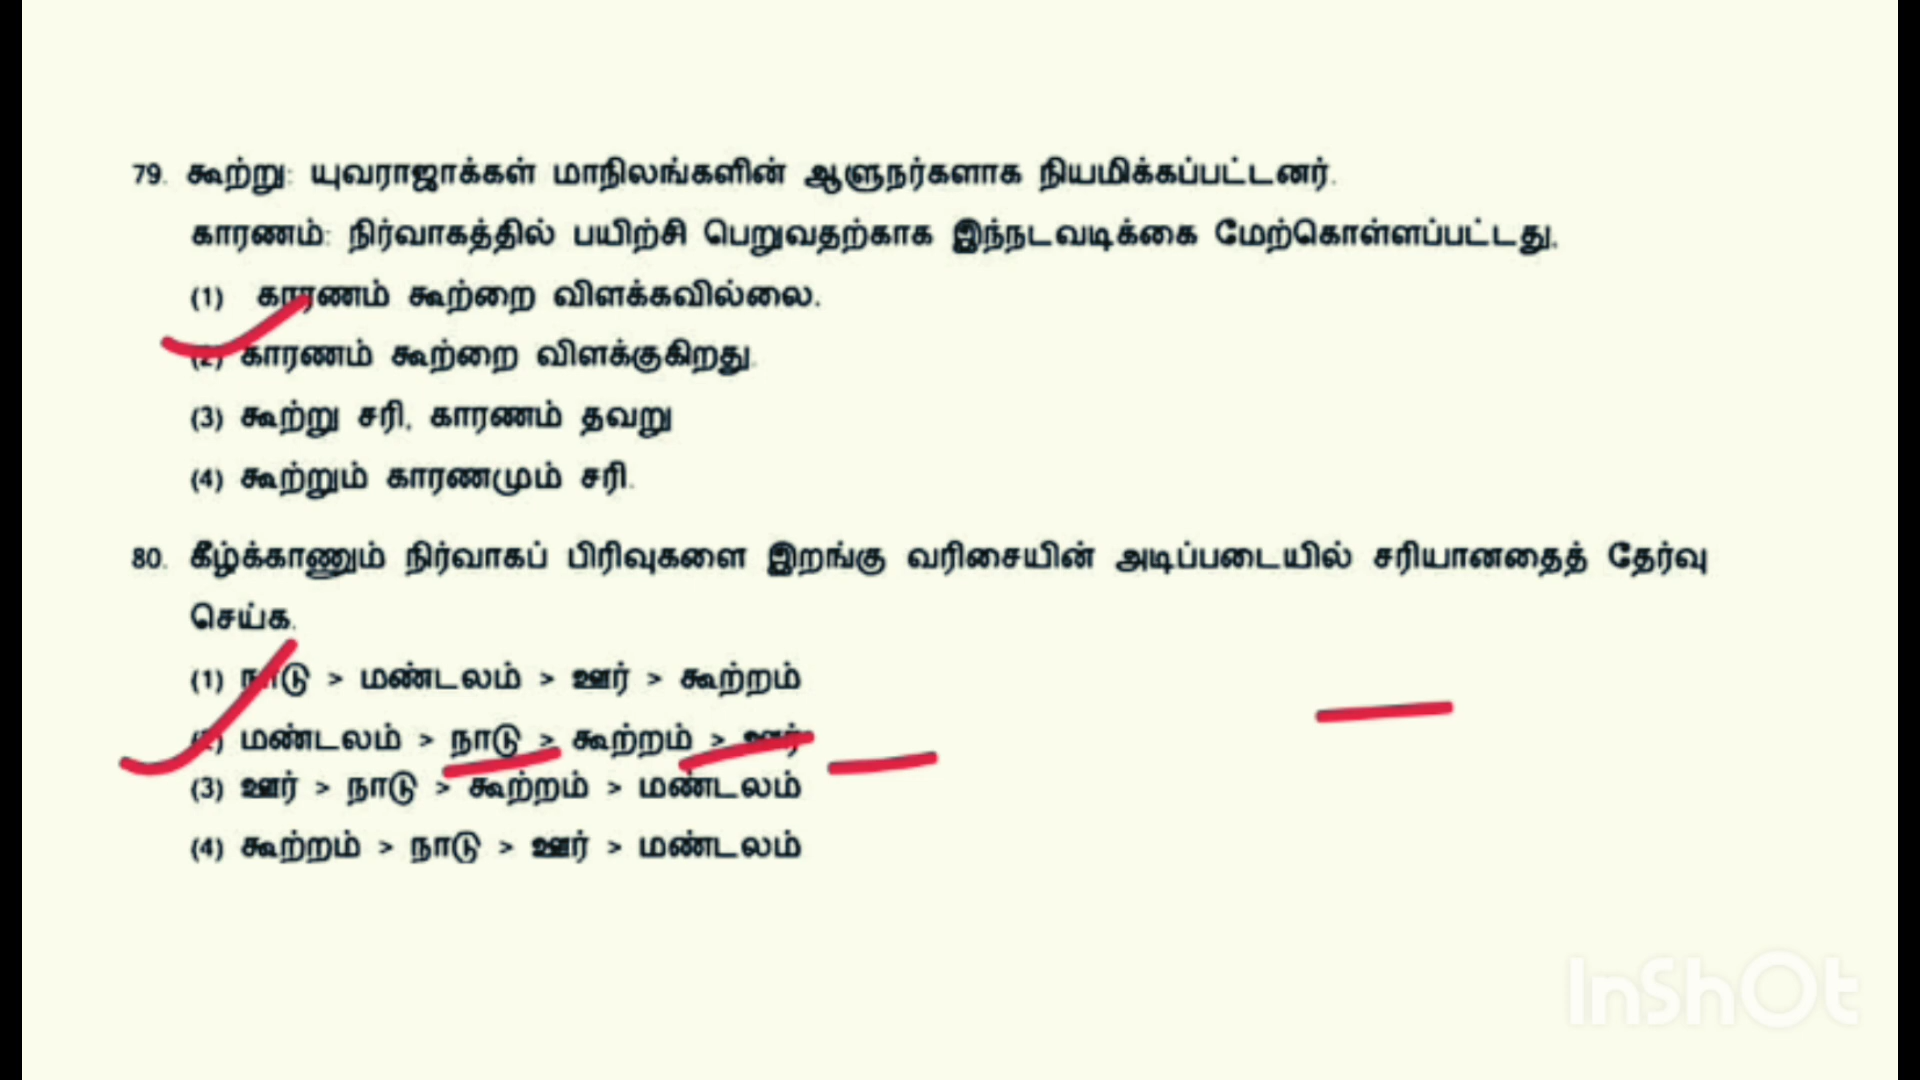 79. கூற்று: யுவராஜாக்கள் மாநிலங்களின் ஆளுநர்களாக நியமிக்கப்பட்டனர்.
காரணம்: நிர்வாகத்தில் பயிற்சி பெறுவதற்காக இந்நடவடிக்கை மேற்கொள்ளப்பட்டது.
(1) காரணம் கூற்றை விளக்கவில்லை.
(2) காரணம் கூற்றை விளக்குகிறது.
(3) கூற்று சரி, காரணம் தவறு
(4) கூற்றும் காரணமும் சரி.
80. கீழ்க்காணும் நிர்வாகப் பிரிவுகளை இறங்கு வரிசையின் அடிப்படையில் சரியானதைத் தேர்வு
செய்க.
(1) நாடு > மண்டலம் > ஊர் > கூற்றம்
(2) மண்டலம் > நாடு > கூற்றம் > ஊர்
(3) ஊர் > நாடு > கூற்றம் > மண்டலம்
(4) கூற்றம் > நாடு > ஊர் > மண்டலம்
InShOt